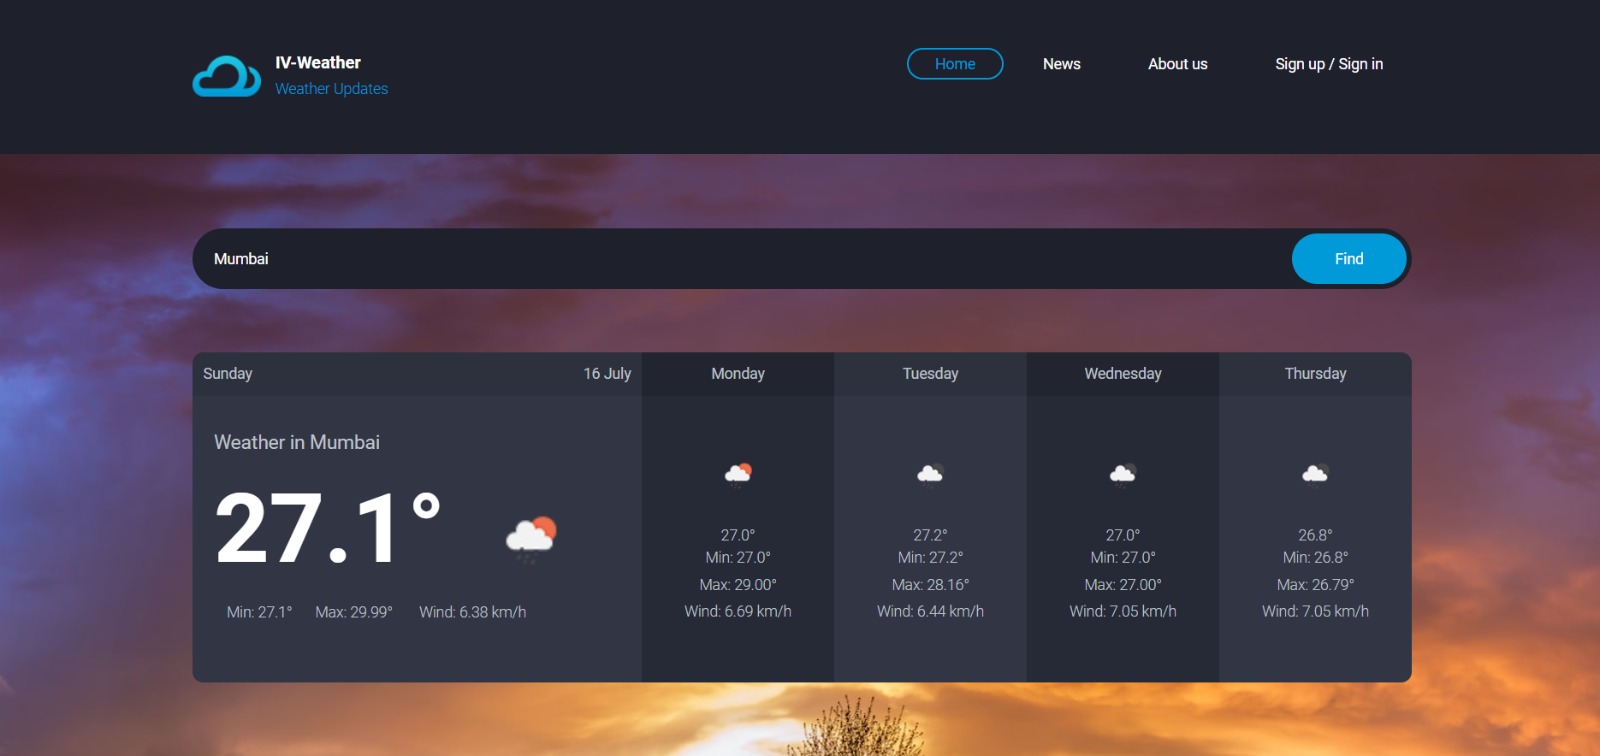 IV-Weather
Weather Updates
Home
News
About us
Sign up / Sign in
Mumbai
Find
Sunday
16 July
Weather in Mumbai
27.1°
Min: 27.1°
Max: 29.99°
Wind: 6.38 km/h
Monday
27.0°
Min: 27.0°
Max: 29.00°
Wind: 6.69 km/h
Tuesday
27.2°
Min: 27.2°
Max: 28.16°
Wind: 6.44 km/h
Wednesday
27.0°
Min: 27.0°
Max: 27.00°
Wind: 7.05 km/h
Thursday
26.8°
Min: 26.8°
Max: 26.79°
Wind: 7.05 km/h